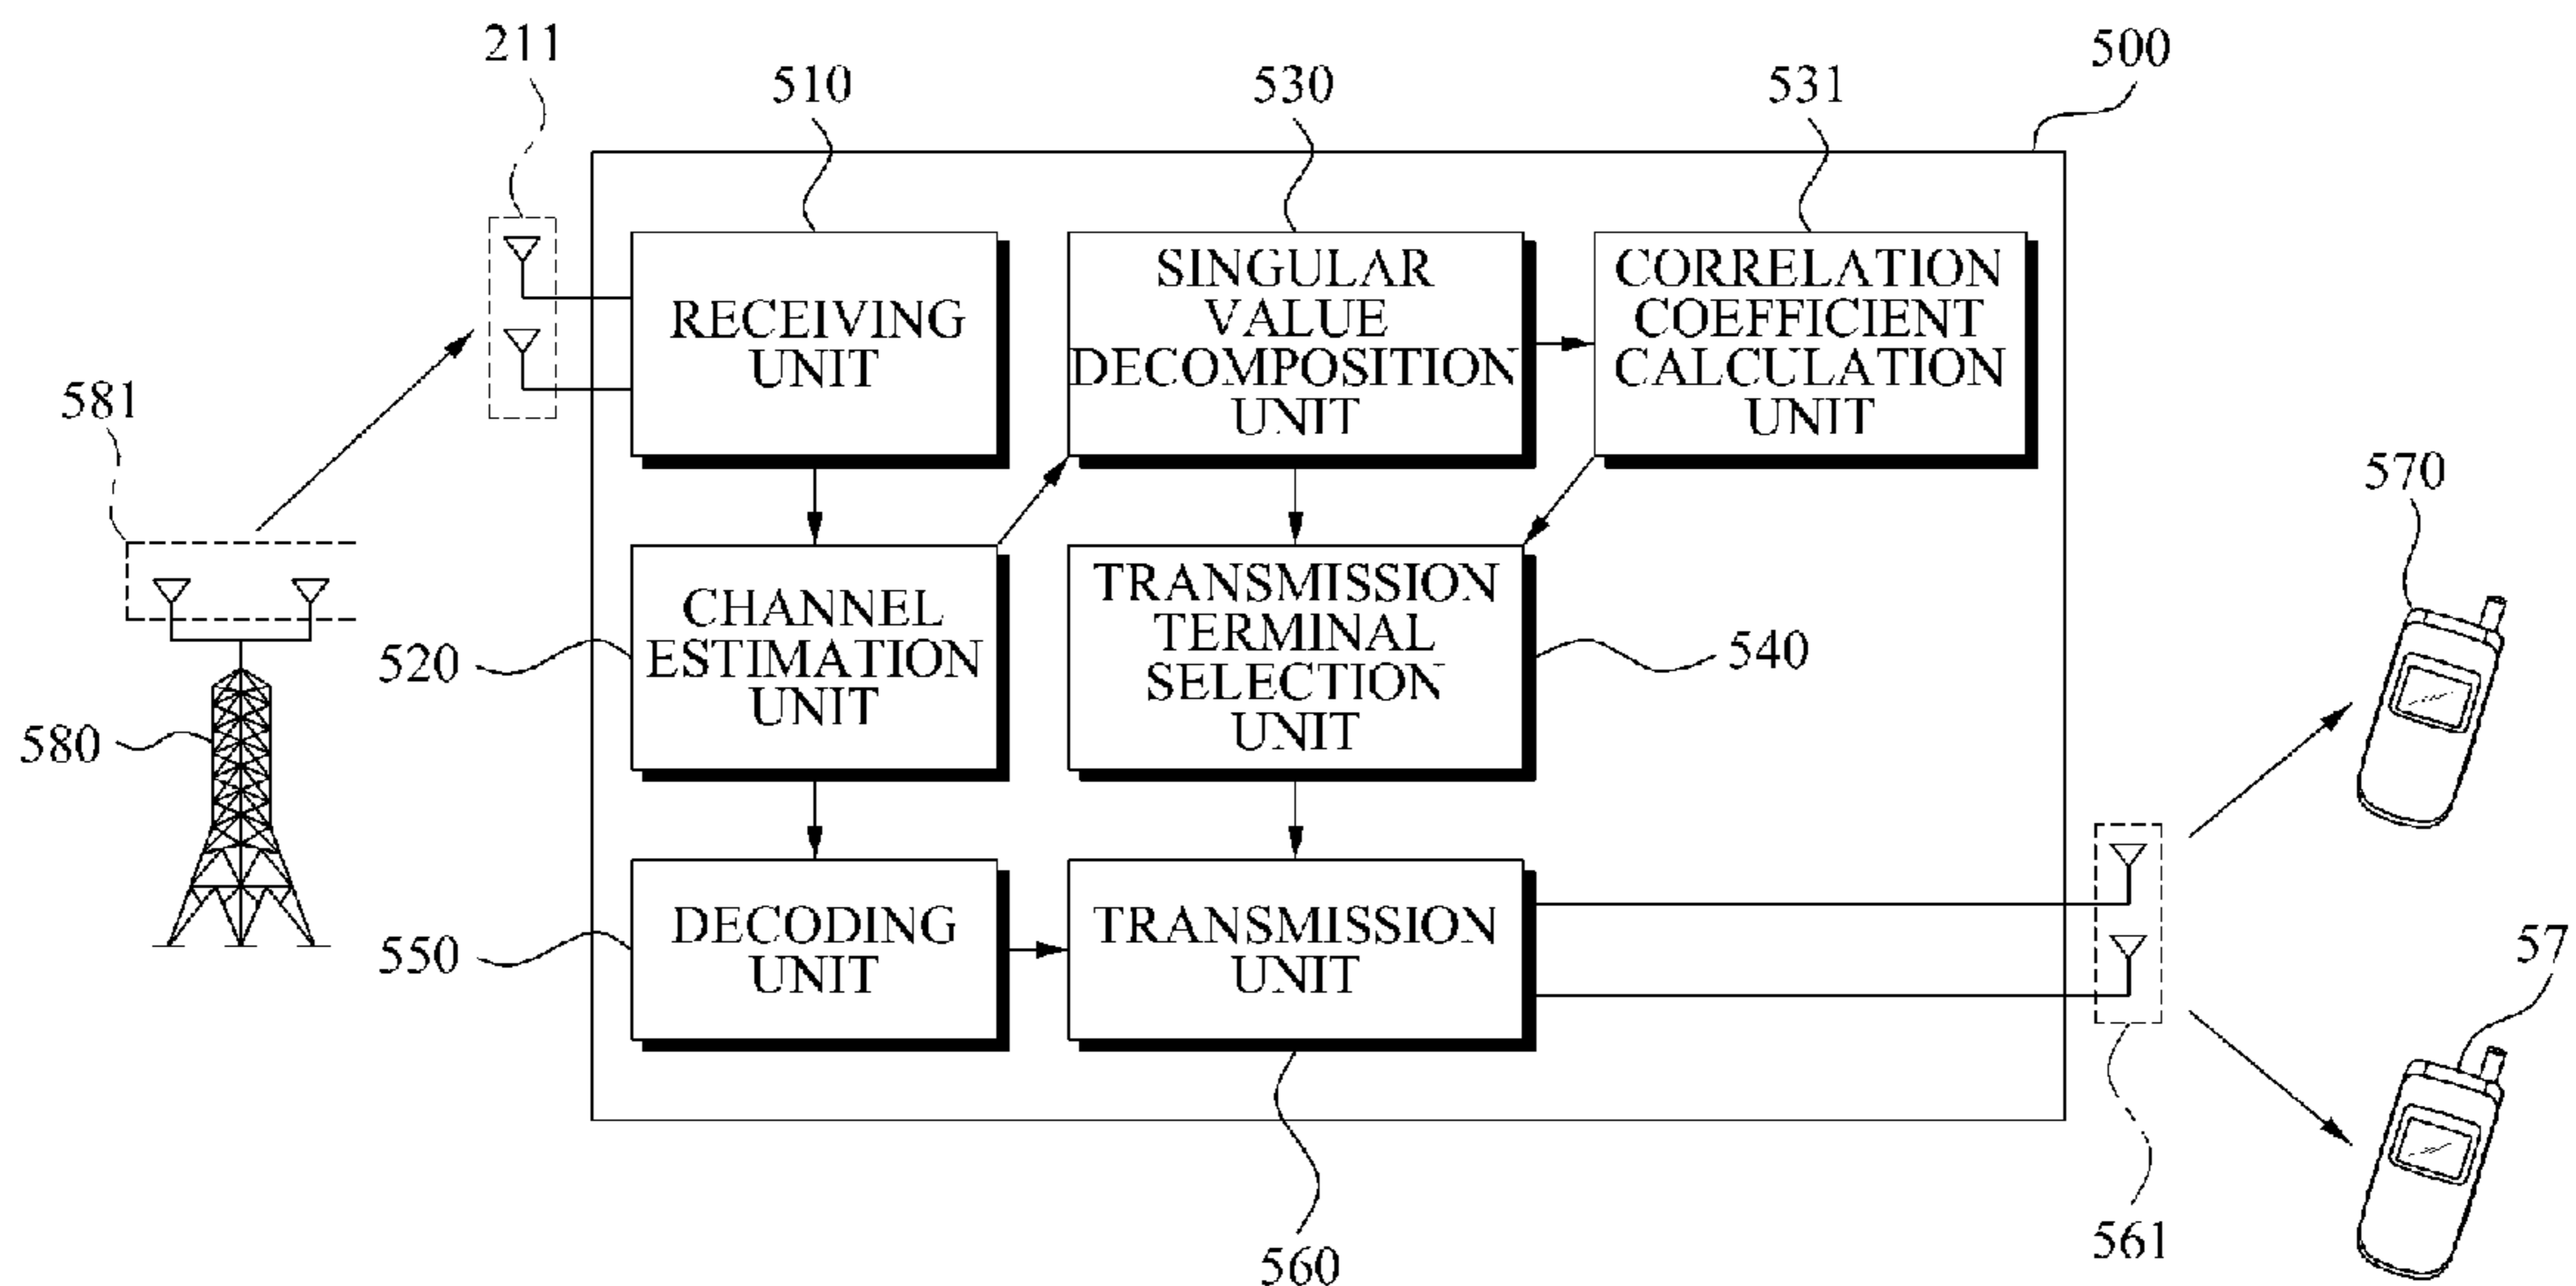 211
510
530
531
500
RECEIVING
UNIT
SINGULAR
VALUE
DECOMPOSITION
UNIT
CORRELATION
COEFFICIENT
CALCULATION
UNIT
581
570
CHANNEL
ESTIMATION
UNIT
TRANSMISSION
TERMINAL
SELECTION
UNIT
520
540
580
DECODING
UNIT
TRANSMISSION
UNIT
550
57
561
560